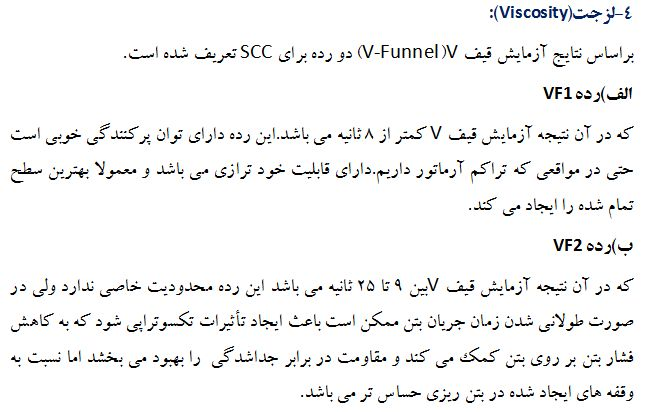 ٤-لزجت(Viscosity):
براساس نتایج آزمایش قیف V(V-Funnel) دو رده برای SCC تعریف شده است.
الف)رده VF1
که در آن نتیجه آزمایش قیف V کمتر از ۸ ثانیه می باشد.این رده دارای توان پرکنندگی خوبی است
حتی در مواقعی که تراکم آرماتور داریم.دارای قابلیت خود ترازی می باشد و معمولا بهترین سطح
تمام شده را ایجاد می کند.
ب)رده VF2
که در آن نتیجه آزمایش قیف Vبین ۹ تا ۲۵ ثانیه می باشد این رده محدودیت خاصی ندارد ولی در
صورت طولانی شدن زمان جریان بتن ممکن است باعث ایجاد تأثیرات تکسوتراپی شود که به کاهش
فشار بتن بر روی بتن کمک می کند و مقاومت در برابر جداشدگی را بهبود می بخشد اما نسبت به
وقفه های ایجاد شده در بتن ریزی حساس تر می باشد.